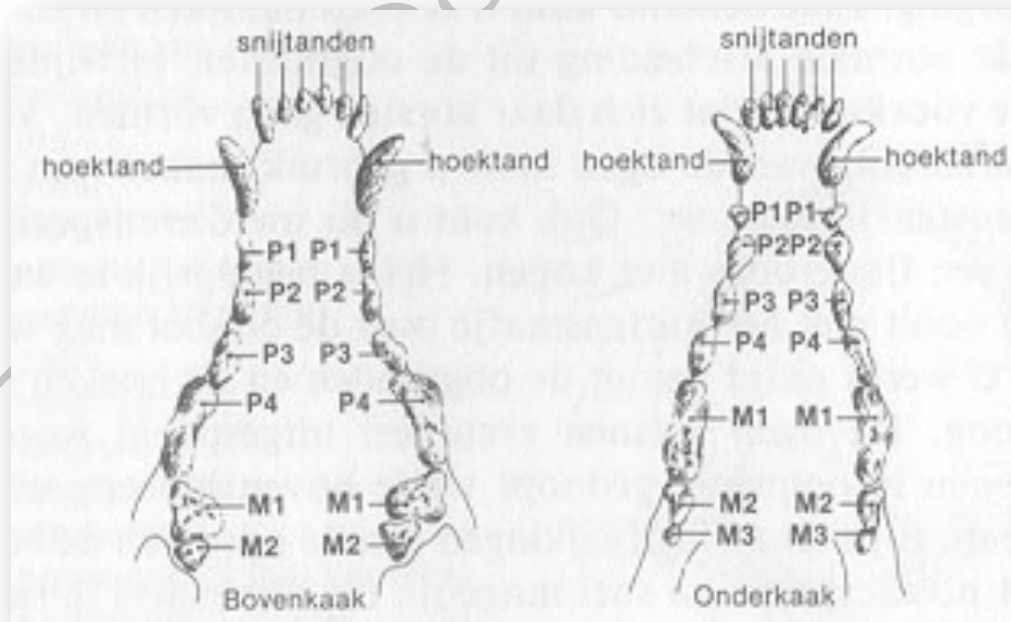 snijtanden
hoektand hoektand
P1 P1
P2 P2
P3 P3
P4 P4
M1 M1
M2 M2
Bovenkaak
snijtanden
hoektand hoektand
P1 P1
P2 P2
P3 P3
P4 P4
M1 M1
M2 M2
M3 M3
Onderkaak